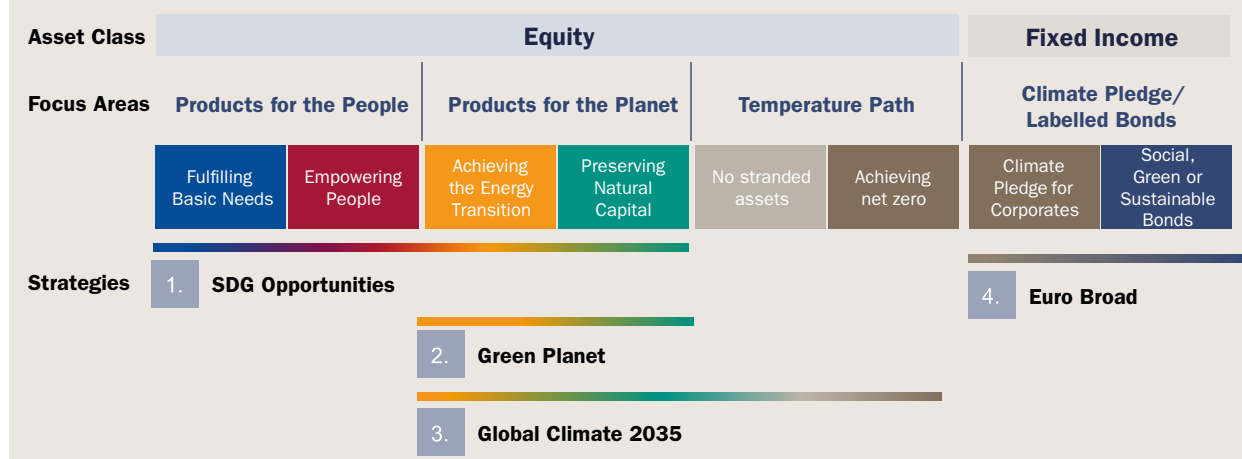 Asset Class
Equity
Fixed Income
Focus Areas
Products for the People
Products for the Planet
Temperature Path
Climate Pledge/
Labelled Bonds
Fulfilling
Basic Needs
Empowering
People
Achieving
the Energy
Transition
Preserving
Natural
Capital
No stranded
assets
Achieving
net zero
Climate
Pledge for
Corporates
Social,
Green or
Sustainable
Bonds
Strategies
1.
SDG Opportunities
4.
Euro Broad
2.
Green Planet
3.
Global Climate 2035